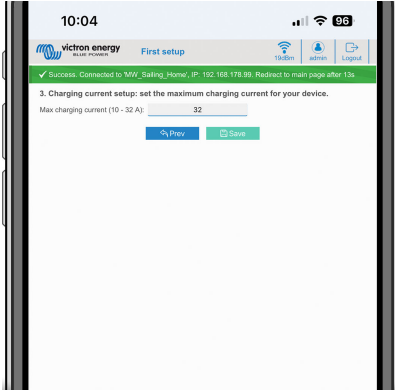 10:04
96
victron energy
BLUE POWER
First setup
19dBm
admin
Logout
✓ Success. Connected to 'MW_Sailing_Home', IP: 192.168.178.99. Redirect to main page after 13s
3. Charging current setup: set the maximum charging current for your device.
Max charging current (10 - 32 A):
32
Prev
Save